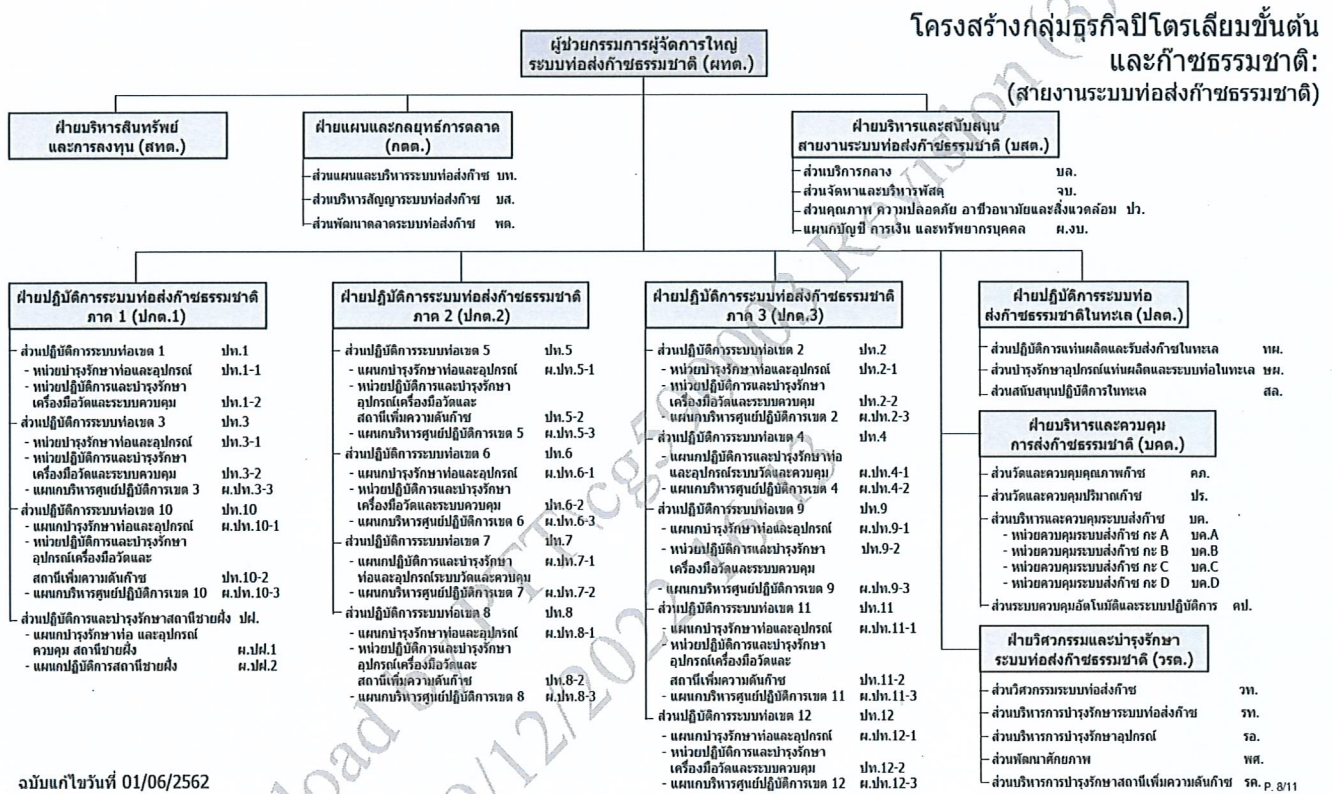 โครงสร้างกลุ่มธุรกิจปิโตรเลียมขั้นต้น
และก๊าซธรรมชาติ:
(สายงานระบบท่อส่งก๊าซธรรมชาติ)
ผู้ช่วยกรรมการผู้จัดการใหญ่
ระบบท่อส่งก๊าซธรรมชาติ (ผทต.)
ฝ่ายบริหารสินทรัพย์
และการลงทุน (สทต.)
ฝ่ายแผนและกลยุทธ์การตลาด
(กตต.)
ส่วนแผนและบริหารระบบท่อส่งก๊าซ บท.
ส่วนบริหารสัญญาระบบท่อส่งก๊าซ บส.
ส่วนพัฒนาตลาดระบบท่อส่งก๊าซ พต.
ฝ่ายบริหารและสนับสนุน
สายงานระบบท่อส่งก๊าซธรรมชาติ (บสต.)
ส่วนบริการกลาง บล.
ส่วนจัดหาและบริหารพัสดุ จบ.
ส่วนคุณภาพ ความปลอดภัย อาชีวอนามัยและสิ่งแวดล้อม ปว.
แผนกบัญชี การเงิน และทรัพยากรบุคคล ผ.งบ.
ฝ่ายปฏิบัติการระบบท่อส่งก๊าซธรรมชาติ
ภาค 1 (ปกต.1)
ส่วนปฏิบัติการระบบท่อเขต 1 ปท.1
- หน่วยบำรุงรักษาท่อและอุปกรณ์ ปท.1-1
- หน่วยปฏิบัติการและบำรุงรักษา
เครื่องมือวัดและระบบควบคุม ปท.1-2
ส่วนปฏิบัติการระบบท่อเขต 3 ปท.3
- หน่วยบำรุงรักษาท่อและอุปกรณ์ ปท.3-1
- หน่วยปฏิบัติการและบำรุงรักษา
เครื่องมือวัดและระบบควบคุม ปท.3-2
- แผนกบริหารศูนย์ปฏิบัติการเขต 3 ผ.ปท.3-3
ส่วนปฏิบัติการระบบท่อเขต 10 ปท.10
- แผนกบำรุงรักษาท่อและอุปกรณ์ ผ.ปท.10-1
- หน่วยปฏิบัติการและบำรุงรักษา
อุปกรณ์เครื่องมือวัดและ
สถานีเพิ่มความดันก๊าซ ปท.10-2
- แผนกบริหารศูนย์ปฏิบัติการเขต 10 ผ.ปท.10-3
ส่วนปฏิบัติการและบำรุงรักษาสถานีชายฝั่ง ปฝ.
- แผนกบำรุงรักษาท่อ และอุปกรณ์
ควบคุม สถานีชายฝั่ง ผ.ปฝ.1
- แผนกปฏิบัติการสถานีชายฝั่ง ผ.ปฝ.2
ฝ่ายปฏิบัติการระบบท่อส่งก๊าซธรรมชาติ
ภาค 2 (ปกต.2)
ส่วนปฏิบัติการระบบท่อเขต 5 ปท.5
- แผนกบำรุงรักษาท่อและอุปกรณ์ ผ.ปท.5-1
- หน่วยปฏิบัติการและบำรุงรักษา
อุปกรณ์เครื่องมือวัดและ
สถานีเพิ่มความดันก๊าซ ปท.5-2
- แผนกบริหารศูนย์ปฏิบัติการเขต 5 ผ.ปท.5-3
ส่วนปฏิบัติการระบบท่อเขต 6 ปท.6
- แผนกบำรุงรักษาท่อและอุปกรณ์ ผ.ปท.6-1
- หน่วยปฏิบัติการและบำรุงรักษา
เครื่องมือวัดและระบบควบคุม ปท.6-2
- แผนกบริหารศูนย์ปฏิบัติการเขต 6 ผ.ปท.6-3
ส่วนปฏิบัติการระบบท่อเขต 7 ปท.7
- แผนกปฏิบัติการและบำรุงรักษา ผ.ปท.7-1
ท่อและอุปกรณ์ระบบวัดและควบคุม
- แผนกบริหารศูนย์ปฏิบัติการเขต 7 ผ.ปท.7-2
ส่วนปฏิบัติการระบบท่อเขต 8 ปท.8
- แผนกบำรุงรักษาท่อและอุปกรณ์ ผ.ปท.8-1
- หน่วยปฏิบัติการและบำรุงรักษา
อุปกรณ์เครื่องมือวัดและ
สถานีเพิ่มความดันก๊าซ ปท.8-2
- แผนกบริหารศูนย์ปฏิบัติการเขต 8 ผ.ปท.8-3
ฝ่ายปฏิบัติการระบบท่อส่งก๊าซธรรมชาติ
ภาค 3 (ปกต.3)
ส่วนปฏิบัติการระบบท่อเขต 2 ปท.2
- หน่วยบำรุงรักษาท่อและอุปกรณ์ ปท.2-1
- หน่วยปฏิบัติการและบำรุงรักษา
เครื่องมือวัดและระบบควบคุม ปท.2-2
- แผนกบริหารศูนย์ปฏิบัติการเขต 2 ผ.ปท.2-3
ส่วนปฏิบัติการระบบท่อเขต 4 ปท.4
- แผนกปฏิบัติการและบำรุงรักษาท่อ
และอุปกรณ์ระบบวัดและควบคุม ผ.ปท.4-1
- แผนกบริหารศูนย์ปฏิบัติการเขต 4 ผ.ปท.4-2
ส่วนปฏิบัติการระบบท่อเขต 9 ปท.9
- แผนกบำรุงรักษาท่อและอุปกรณ์ ผ.ปท.9-1
- หน่วยปฏิบัติการและบำรุงรักษา ปท.9-2
เครื่องมือวัดและระบบควบคุม
- แผนกบริหารศูนย์ปฏิบัติการเขต 9 ผ.ปท.9-3
ส่วนปฏิบัติการระบบท่อเขต 11 ปท.11
- แผนกบำรุงรักษาท่อและอุปกรณ์ ผ.ปท.11-1
- หน่วยปฏิบัติการและบำรุงรักษา
อุปกรณ์เครื่องมือวัดและ
สถานีเพิ่มความดันก๊าซ ปท.11-2
- แผนกบริหารศูนย์ปฏิบัติการเขต 11 ผ.ปท.11-3
ส่วนปฏิบัติการระบบท่อเขต 12 ปท.12
- แผนกบำรุงรักษาท่อและอุปกรณ์ ผ.ปท.12-1
- หน่วยปฏิบัติการและบำรุงรักษา
เครื่องมือวัดและระบบควบคุม ปท.12-2
- แผนกบริหารศูนย์ปฏิบัติการเขต 12 ผ.ปท.12-3
ฝ่ายปฏิบัติการระบบท่อ
ส่งก๊าซธรรมชาติในทะเล (ปลต.)
ส่วนปฏิบัติการแท่นผลิตและรับส่งก๊าซในทะเล ทผ.
ส่วนบำรุงรักษาอุปกรณ์แท่นผลิตและระบบท่อในทะเล ษผ.
ส่วนสนับสนุนปฏิบัติการในทะเล สล.
ฝ่ายบริหารและควบคุม
การส่งก๊าซธรรมชาติ (บคต.)
ส่วนวัดและควบคุมคุณภาพก๊าซ คภ.
ส่วนวัดและควบคุมปริมาณก๊าซ ปร.
ส่วนบริหารและควบคุมระบบส่งก๊าซ บค.
- หน่วยควบคุมระบบส่งก๊าซ กะ A บค.A
- หน่วยควบคุมระบบส่งก๊าซ กะ B บค.B
- หน่วยควบคุมระบบส่งก๊าซ กะ C บค.C
- หน่วยควบคุมระบบส่งก๊าซ กะ D บค.D
ส่วนระบบควบคุมอัตโนมัติและระบบปฏิบัติการ คป.
ฝ่ายวิศวกรรมและบำรุงรักษา
ระบบท่อส่งก๊าซธรรมชาติ (วรต.)
ส่วนวิศวกรรมระบบท่อส่งก๊าซ วท.
ส่วนบริหารการบำรุงรักษาระบบท่อส่งก๊าซ รท.
ส่วนบริหารการบำรุงรักษาอุปกรณ์ รอ.
ส่วนพัฒนาศักยภาพ พศ.
ส่วนบริหารการบำรุงรักษาสถานีเพิ่มความดันก๊าซ รค.
ฉบับแก้ไขวันที่ 01/06/2562
P. 8/11